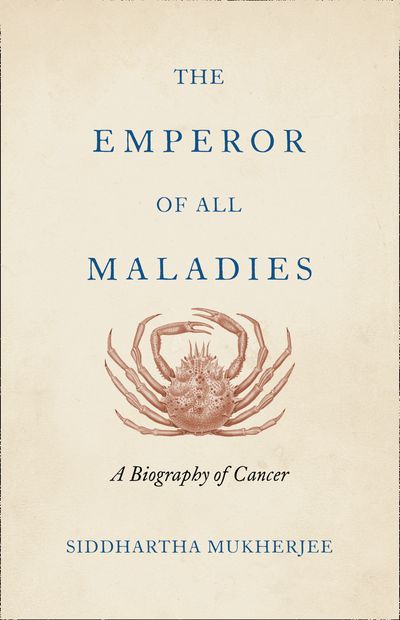 THE
EMPEROR
OF ALL
MALADIES
A Biography of Cancer
SIDDHARTHA MUKHERJEE